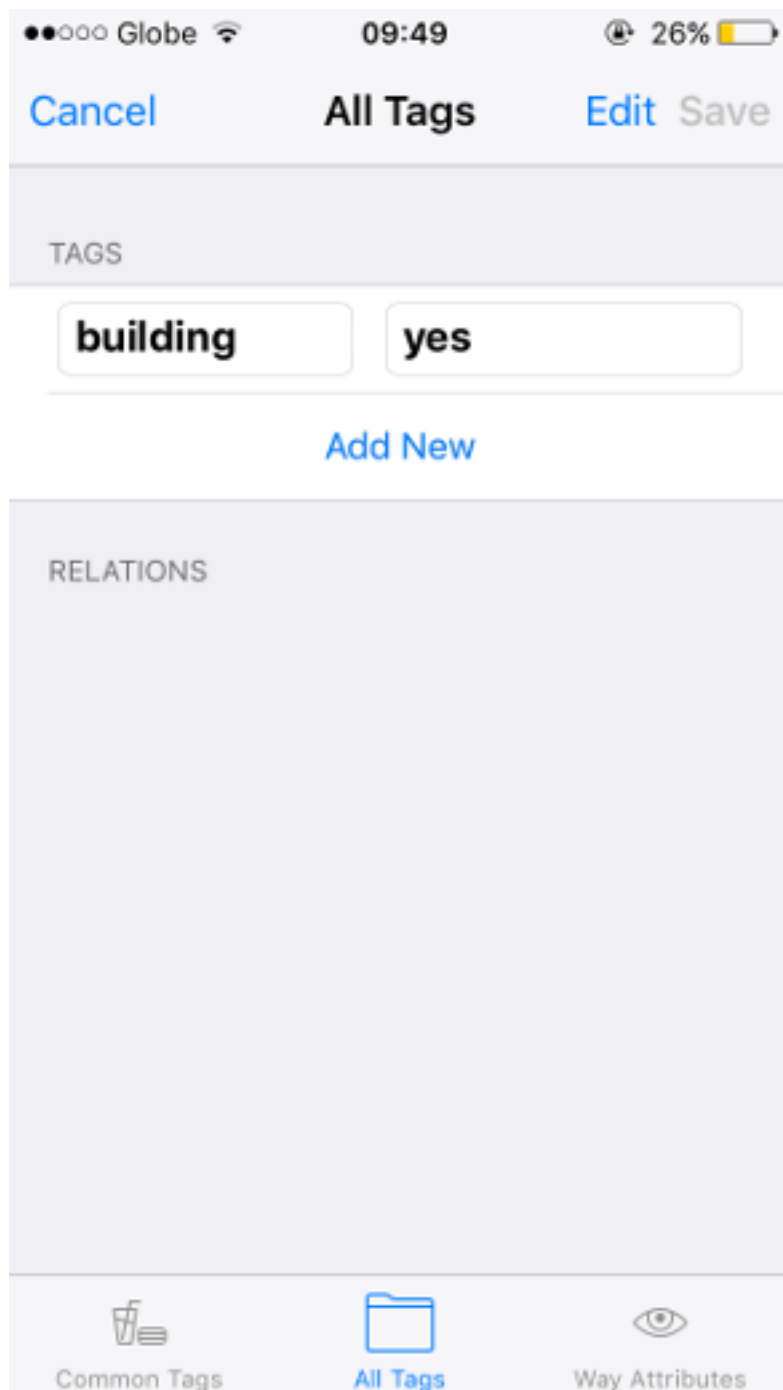 Globe 09:49 26%
Cancel All Tags Edit Save
TAGS
building yes
Add New
RELATIONS
Common Tags All Tags Way Attributes